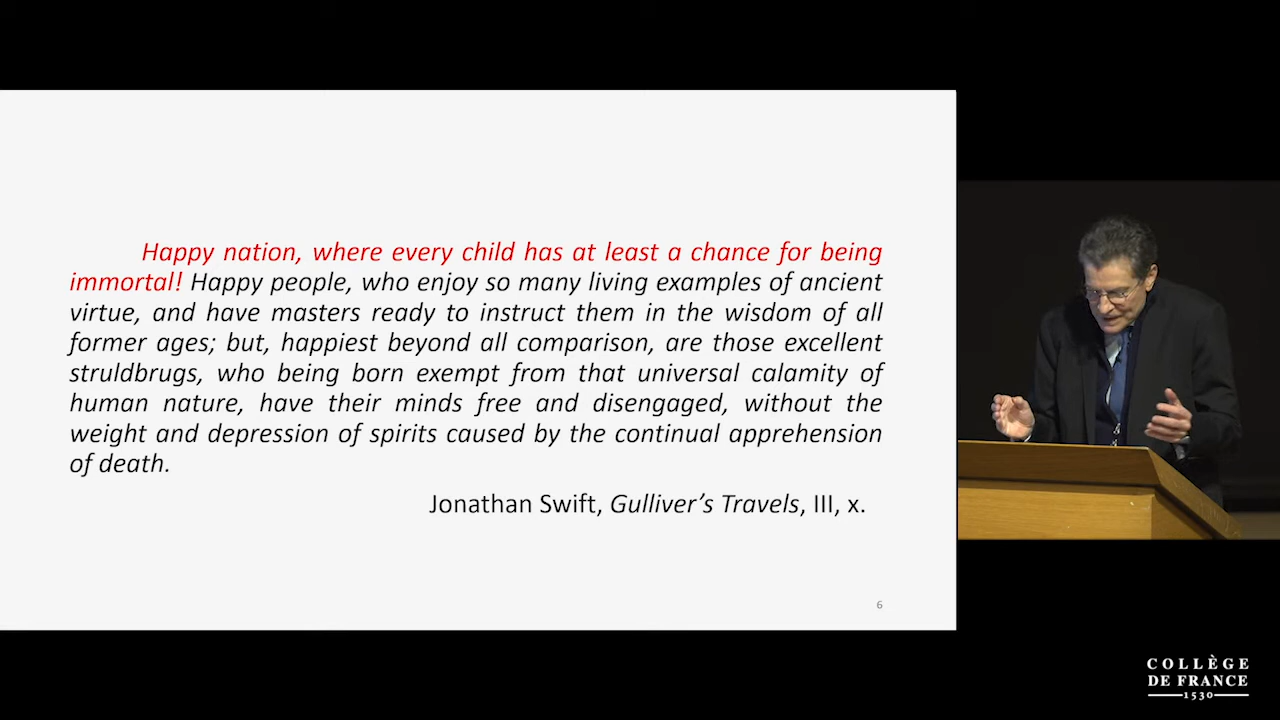 Happy nation, where every child has at least a chance for being
immortal! Happy people, who enjoy so many living examples of ancient
virtue, and have masters ready to instruct them in the wisdom of all
former ages; but, happiest beyond all comparison, are those excellent
struldbrugs, who being born exempt from that universal calamity of
human nature, have their minds free and disengaged, without the
weight and depression of spirits caused by the continual apprehension
of death.
Jonathan Swift, Gulliver’s Travels, III, x.
6
COLLÈGE
DE FRANCE
1530